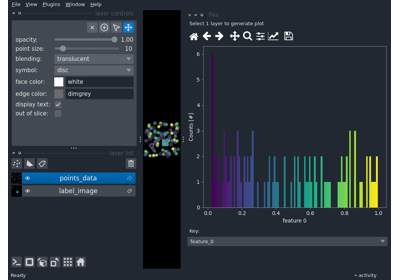 File View Plugins Window Help
layer controls
opacity: 1.00
point size: 10
blending: translucent
symbol: disc
face color: white
edge color: dimgrey
display text:
out of slice:
layer list
points_data
label_image
Ready
Select 1 layer to generate plot
6
5
4
3
2
1
0
Counts [#]
0.0 0.2 0.4 0.6 0.8 1.0
feature 0
Key:
feature_0
activity